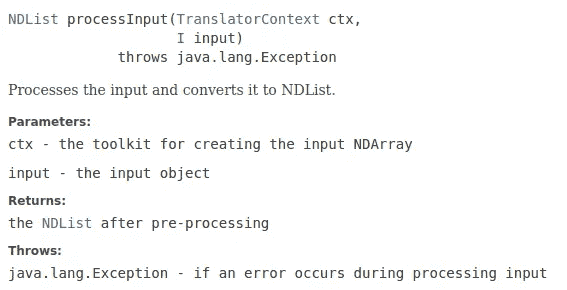 NDList processInput(TranslatorContext ctx,
I input)
throws java.lang.Exception
Processes the input and converts it to NDList.
Parameters:
ctx - the toolkit for creating the input NDArray
input - the input object
Returns:
the NDList after pre-processing
Throws:
java.lang.Exception - if an error occurs during processing input